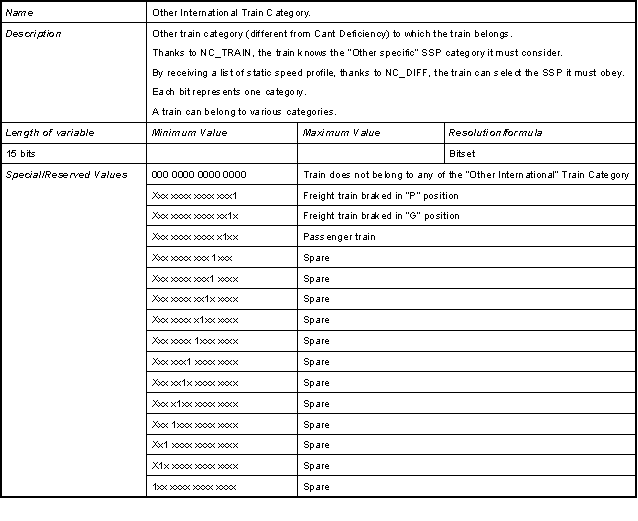 Name Other International Train Category.
Description Other train category (different from Cant Deficiency) to which the train belongs.
Thanks to NC_TRAIN, the train knows the "Other specific" SSP category it must consider.
By receiving a list of static speed profile, thanks to NC_DIFF, the train can select the SSP it must obey.
Each bit represents one category.
A train can belong to various categories.
Length of variable Minimum Value Maximum Value Resolution/formula
15 bits Bitset
Special/Reserved Values 000 0000 0000 0000 Train does not belong to any of the "Other International" Train Category
Xxx xxxx xxxx xxx1 Freight train braked in "P" position
Xxx xxxx xxxx xx1x Freight train braked in "G" position
Xxx xxxx xxxx x1xx Passenger train
Xxx xxxx xxx 1xxx Spare
Xxx xxxx xxx1 xxxx Spare
Xxx xxxx xx1x xxxx Spare
Xxx xxxx x1xx xxxx Spare
Xxx xxxx 1xxx xxxx Spare
Xxx xxx1 xxxx xxxx Spare
Xxx xx1x xxxx xxxx Spare
Xxx x1xx xxxx xxxx Spare
Xxx 1xxx xxxx xxxx Spare
Xx1 xxxx xxxx xxxx Spare
X1x xxxx xxxx xxxx Spare
1xx xxxx xxxx xxxx Spare